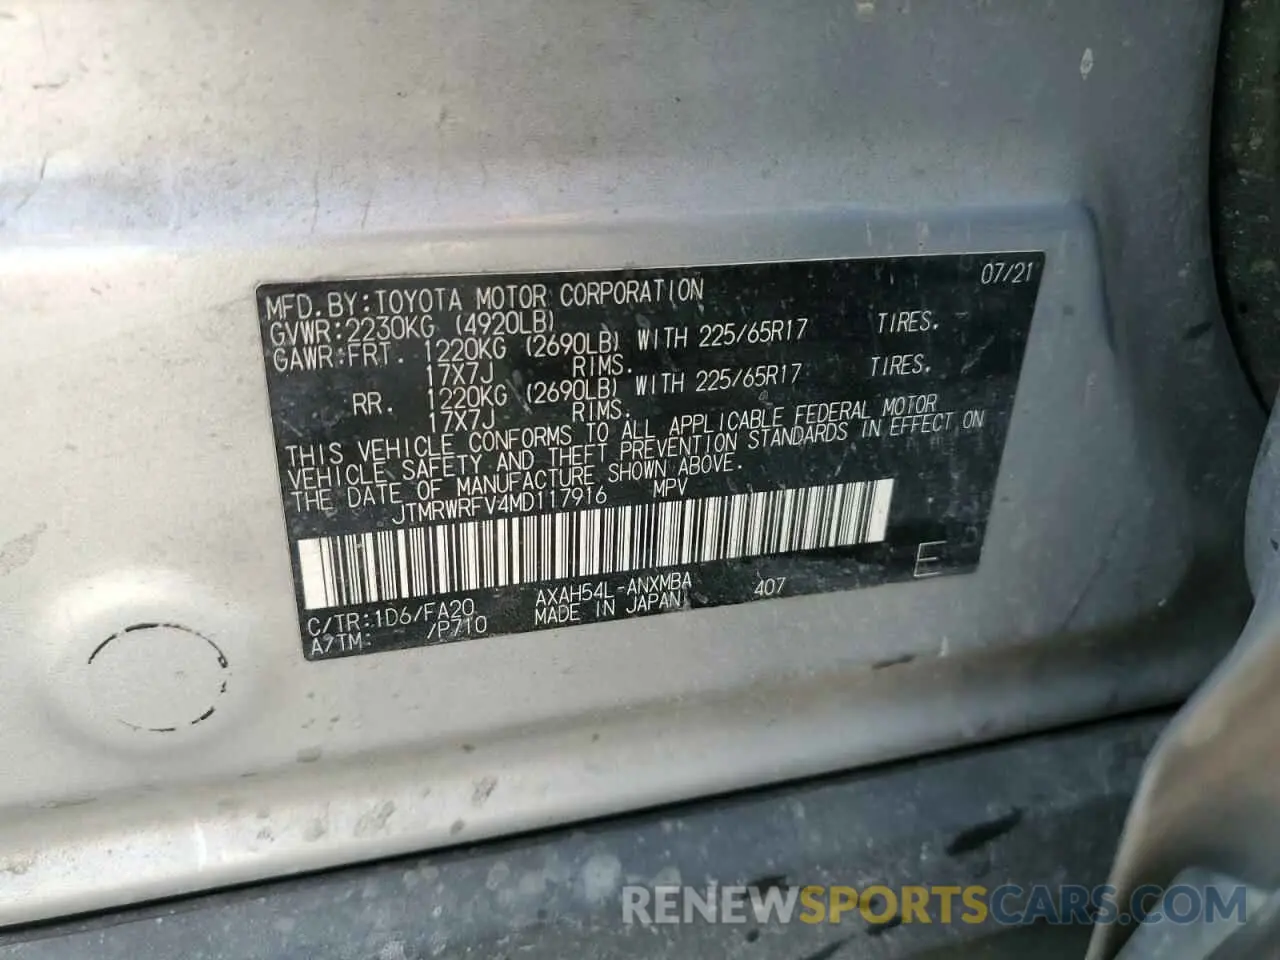 07/21
MFD.BY:TOYOTA MOTOR CORPORATION
GVWR:2230KG (4920LB)
GAWR:FRT. 1220KG (2690LB) WITH 225/65R17 TIRES.
17X7J RIMS.
RR. 1220KG (2690LB) WITH 225/65R17 TIRES.
17X7J RIMS.
THIS VEHICLE CONFORMS TO ALL APPLICABLE FEDERAL MOTOR
VEHICLE SAFETY AND THEFT PREVENTION STANDARDS IN EFFECT ON
THE DATE OF MANUFACTURE SHOWN ABOVE.
JTMRWRFV4MD117916 MPV
E
C/TR:1D6/FA20 AXAH54L-ANXMBA 407
A/TM: /P710 MADE IN JAPAN
RENEWSPORTSCARS.COM